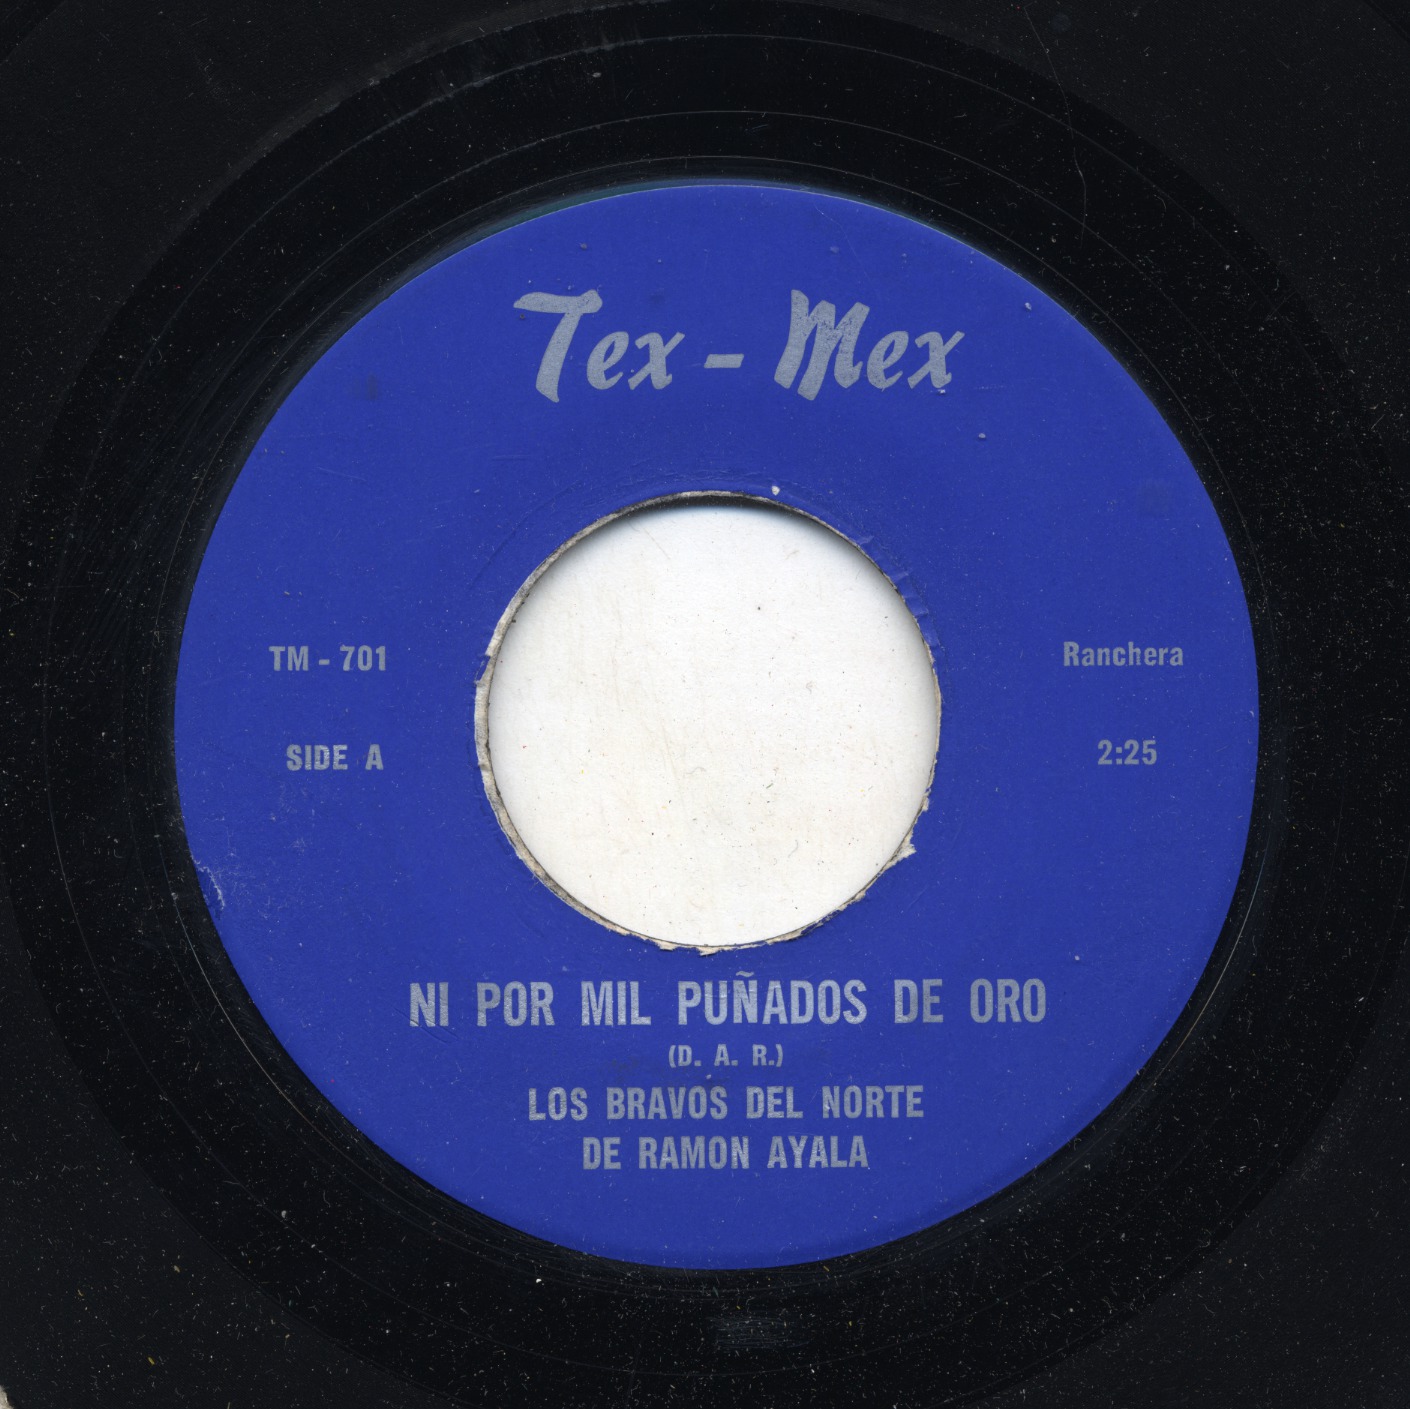 Tex - Mex
TM - 701
Ranchera
SIDE A
2:25
NI POR MIL PUÑADOS DE ORO
(D. A. R.)
LOS BRAVOS DEL NORTE
DE RAMON AYALA